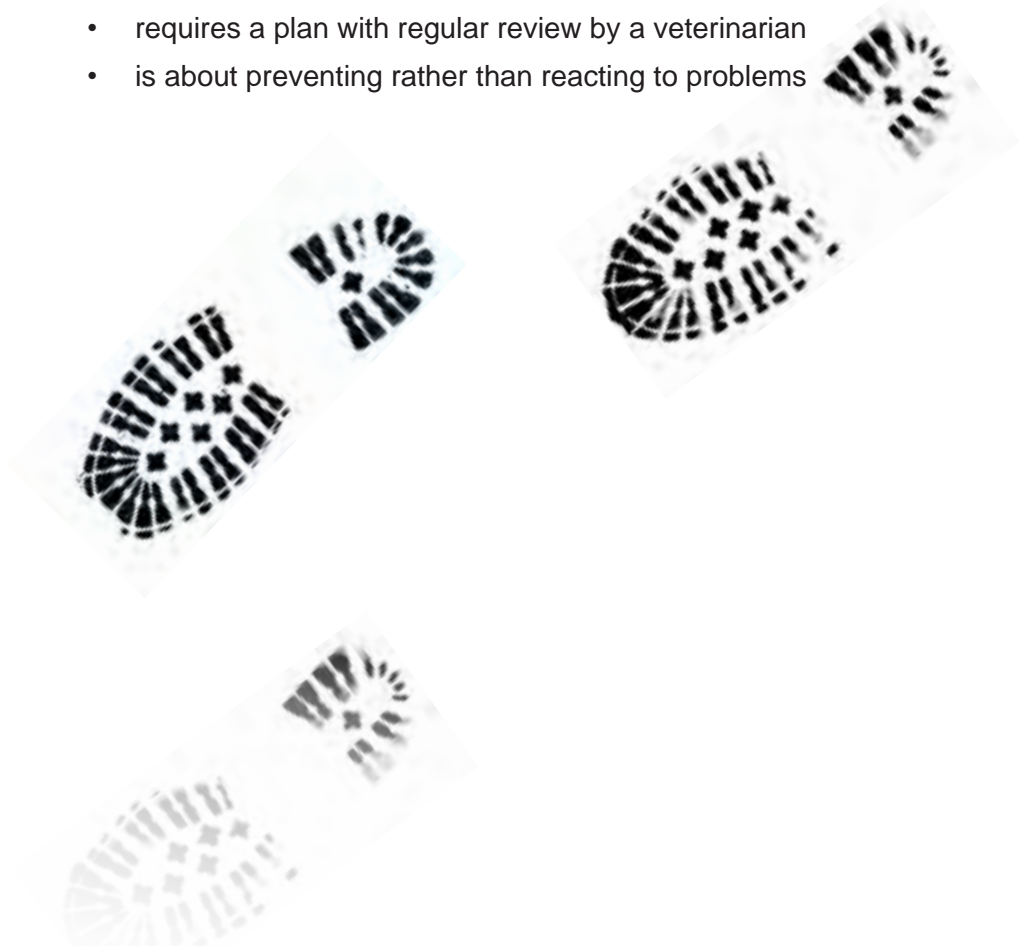 • requires a plan with regular review by a veterinarian
• is about preventing rather than reacting to problems